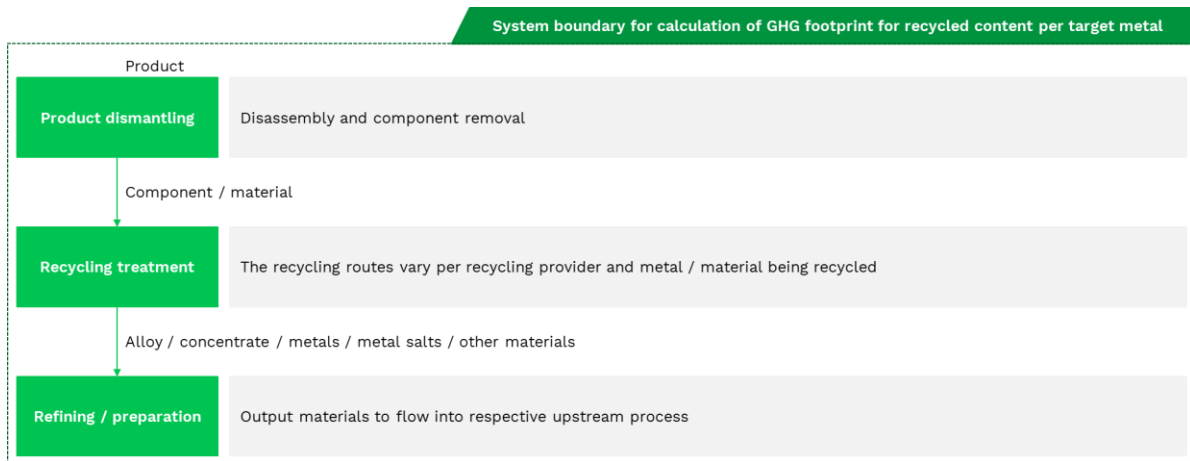 System boundary for calculation of GHG footprint for recycled content per target metal
Product
Product dismantling
Disassembly and component removal
Component / material
Recycling treatment
The recycling routes vary per recycling provider and metal / material being recycled
Alloy / concentrate / metals / metal salts / other materials
Refining / preparation
Output materials to flow into respective upstream process